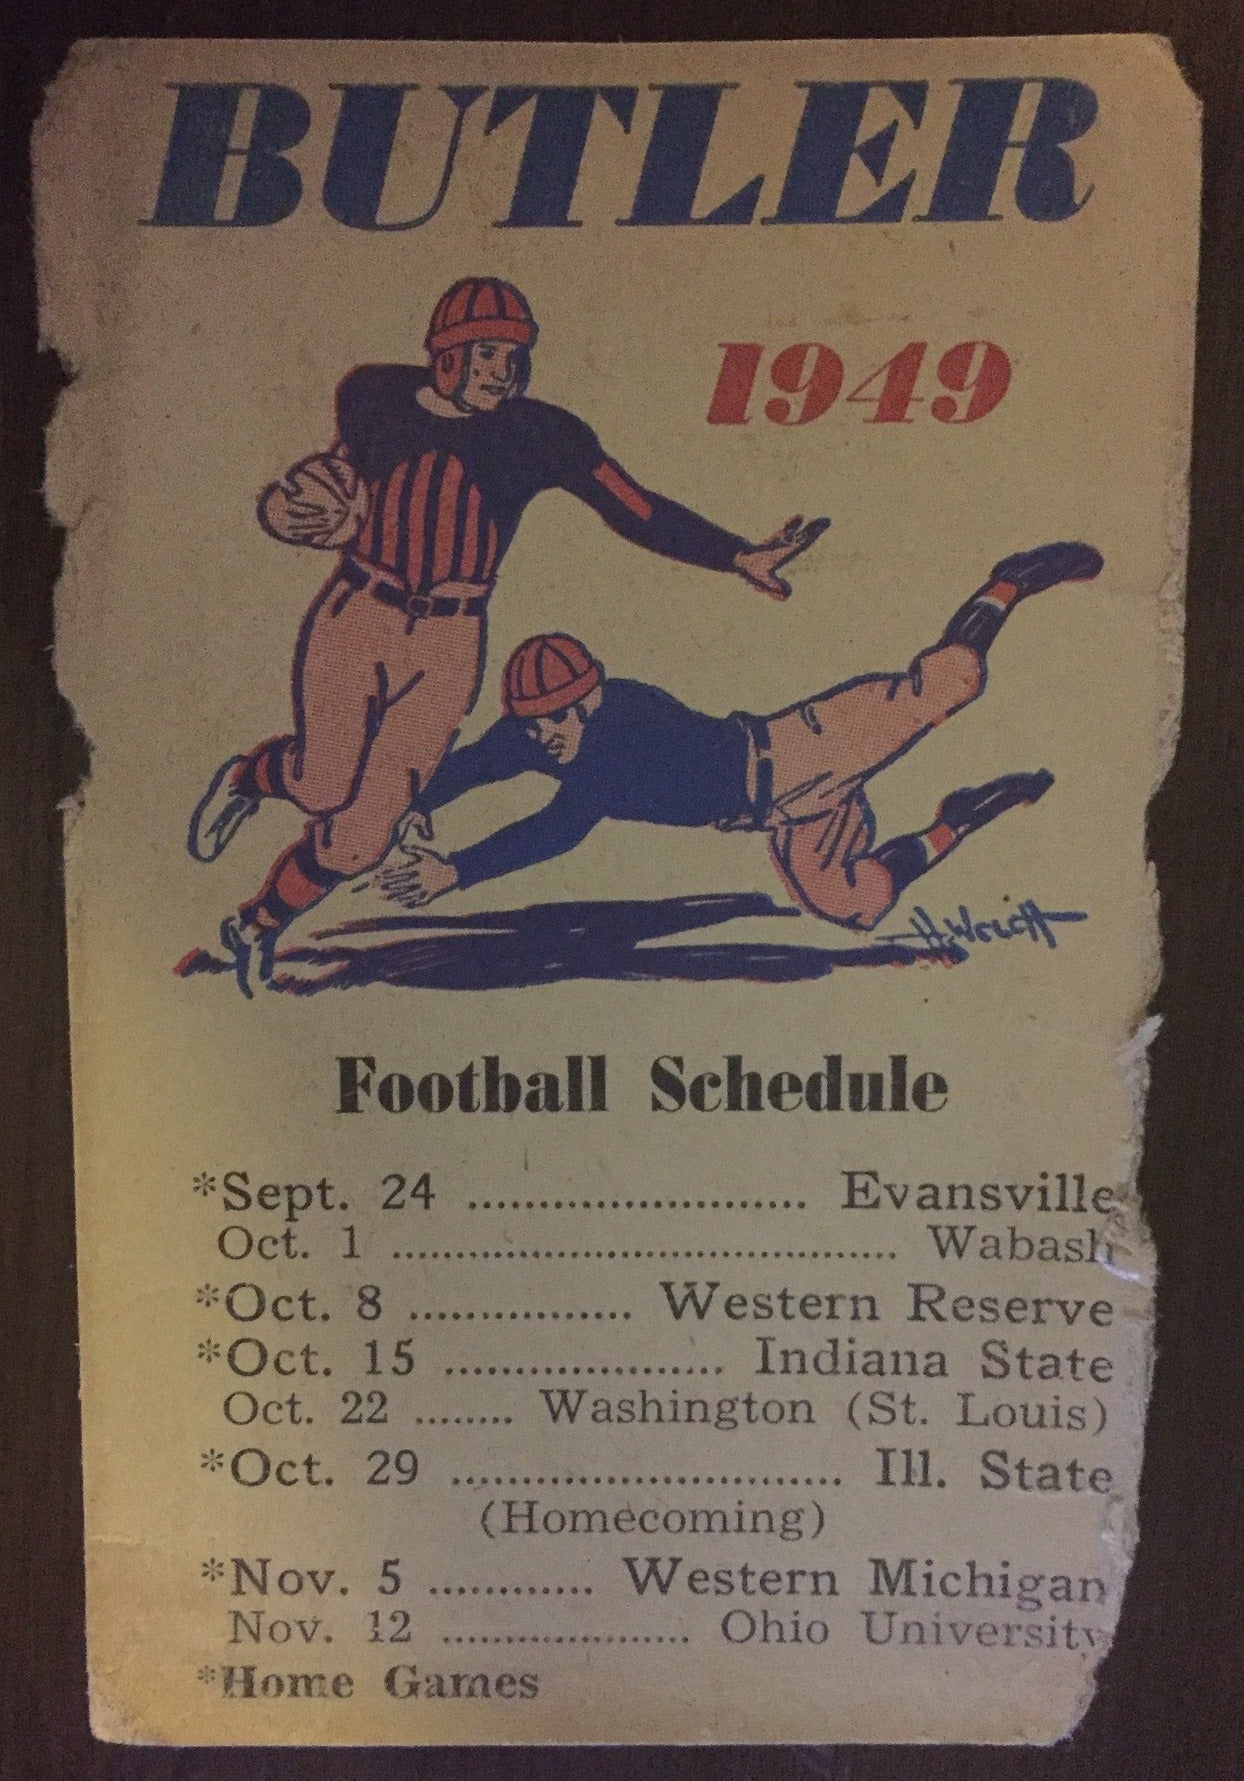 BUTLER
1949
H. Welch
Football Schedule
*Sept. 24 ........................ Evansville
Oct. 1 ....................................... Wabash
*Oct. 8 ................ Western Reserve
*Oct. 15 .................... Indiana State
Oct. 22 ........ Washington (St. Louis)
*Oct. 29 ............................ Ill. State
(Homecoming)
*Nov. 5 ............ Western Michigan
Nov. 12 .................... Ohio University
*Home Games